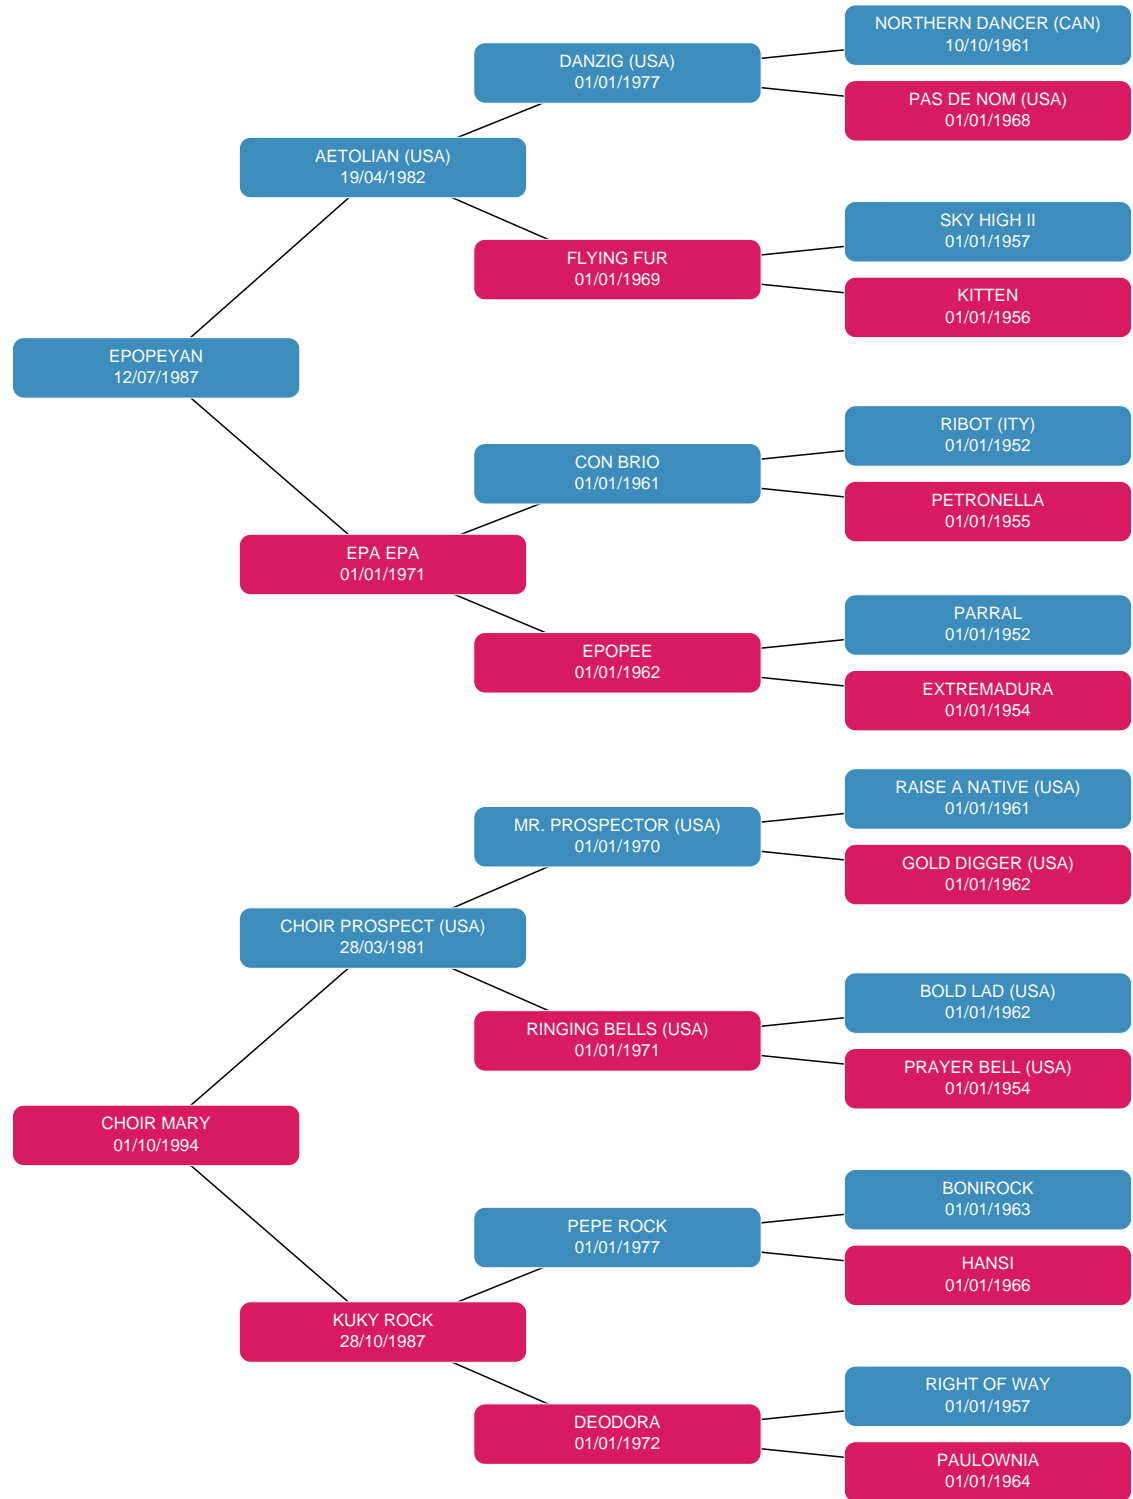 NORTHERN DANCER (CAN)
10/10/1961
DANZIG (USA)
01/01/1977
PAS DE NOM (USA)
01/01/1968
AETOLIAN (USA)
19/04/1982
SKY HIGH II
01/01/1957
FLYING FUR
01/01/1969
KITTEN
01/01/1956
EPOPEYAN
12/07/1987
RIBOT (ITY)
01/01/1952
CON BRIO
01/01/1961
PETRONELLA
01/01/1955
EPA EPA
01/01/1971
PARRAL
01/01/1952
EPOPEE
01/01/1962
EXTREMADURA
01/01/1954
RAISE A NATIVE (USA)
01/01/1961
MR. PROSPECTOR (USA)
01/01/1970
GOLD DIGGER (USA)
01/01/1962
CHOIR PROSPECT (USA)
28/03/1981
BOLD LAD (USA)
01/01/1962
RINGING BELLS (USA)
01/01/1971
PRAYER BELL (USA)
01/01/1954
CHOIR MARY
01/10/1994
BONIROCK
01/01/1963
PEPE ROCK
01/01/1977
HANSI
01/01/1966
KUKY ROCK
28/10/1987
RIGHT OF WAY
01/01/1957
DEODORA
01/01/1972
PAULOWNIA
01/01/1964